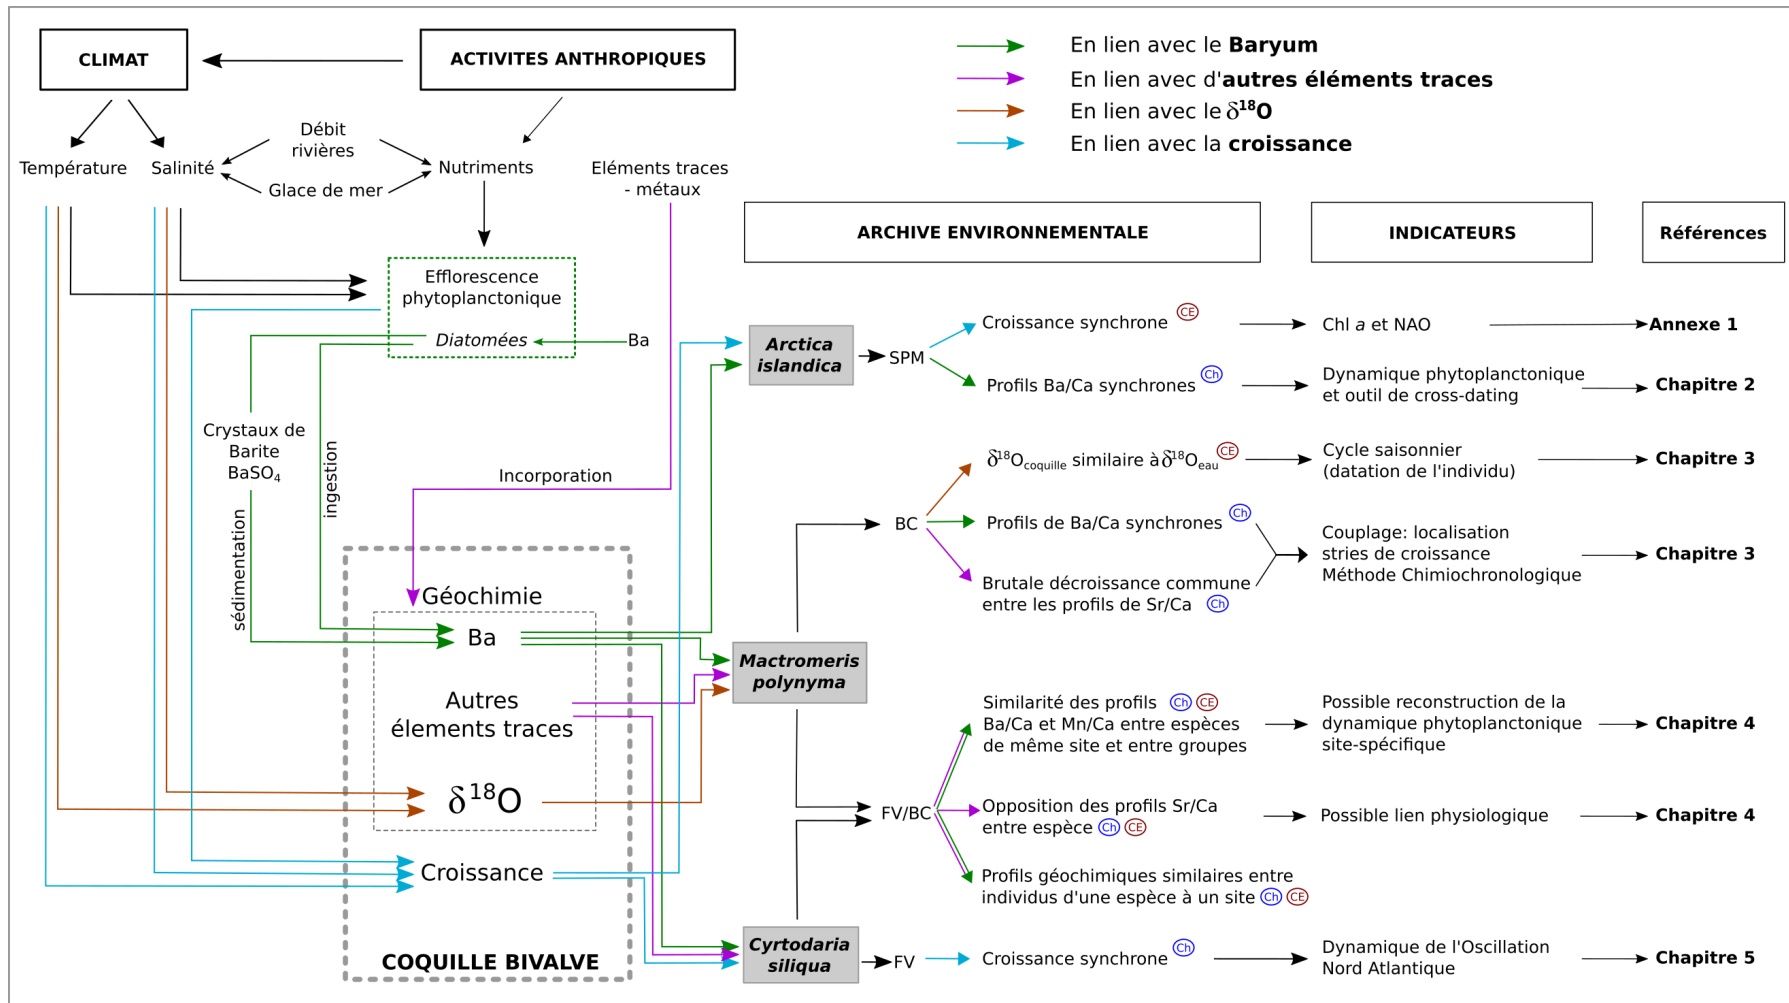 CLIMAT
ACTIVITES ANTHROPIQUES
En lien avec le Baryum
En lien avec d'autres éléments traces
En lien avec le δ18O
En lien avec la croissance
Température
Salinité
Débit
rivières
Glace de mer
Nutriments
Eléments traces
- métaux
Efflorescence
phytoplanctonique
Diatomées
Ba
Crystaux de
Barite
BaSO4
sédimentation
ingestion
Incorporation
Géochimie
Ba
Autres
élements traces
δ18O
Croissance
COQUILLE BIVALVE
ARCHIVE ENVIRONNEMENTALE
INDICATEURS
Références
Arctica
islandica
SPM
Croissance synchrone CE
Chl a et NAO
Annexe 1
Profils Ba/Ca synchrones Ch
Dynamique phytoplanctonique
et outil de cross-dating
Chapitre 2
Mactromeris
polynyma
BC
δ18Ocoquille similaire à δ18Oeau CE
Cycle saisonnier
(datation de l'individu)
Chapitre 3
Profils de Ba/Ca synchrones Ch
Brutale décroissance commune
entre les profils de Sr/Ca Ch
Couplage: localisation
stries de croissance
Méthode Chimiochronologique
Chapitre 3
FV/BC
Similarité des profils Ch CE
Ba/Ca et Mn/Ca entre espèces
de même site et entre groupes
Possible reconstruction de la
dynamique phytoplanctonique
site-spécifique
Chapitre 4
Opposition des profils Sr/Ca
entre espèce Ch CE
Possible lien physiologique
Chapitre 4
Profils géochimiques similaires entre
individus d'une espèce à un site Ch CE
Cyrtodaria
siliqua
FV
Croissance synchrone Ch
Dynamique de l'Oscillation
Nord Atlantique
Chapitre 5